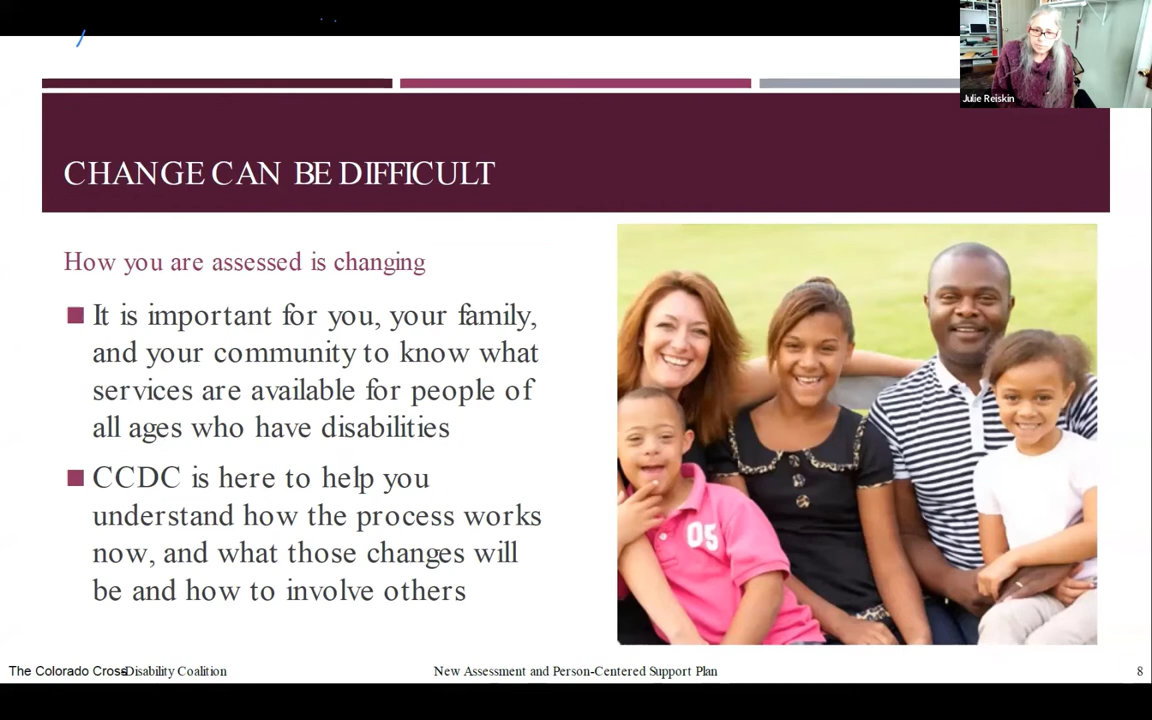 Julie Reiskin
CHANGE CAN BE DIFFICULT
How you are assessed is changing
It is important for you, your family,
and your community to know what
services are available for people of
all ages who have disabilities
CCDC is here to help you
understand how the process works
now, and what those changes will
be and how to involve others
05
The Colorado Cross-Disability Coalition
New Assessment and Person-Centered Support Plan
8